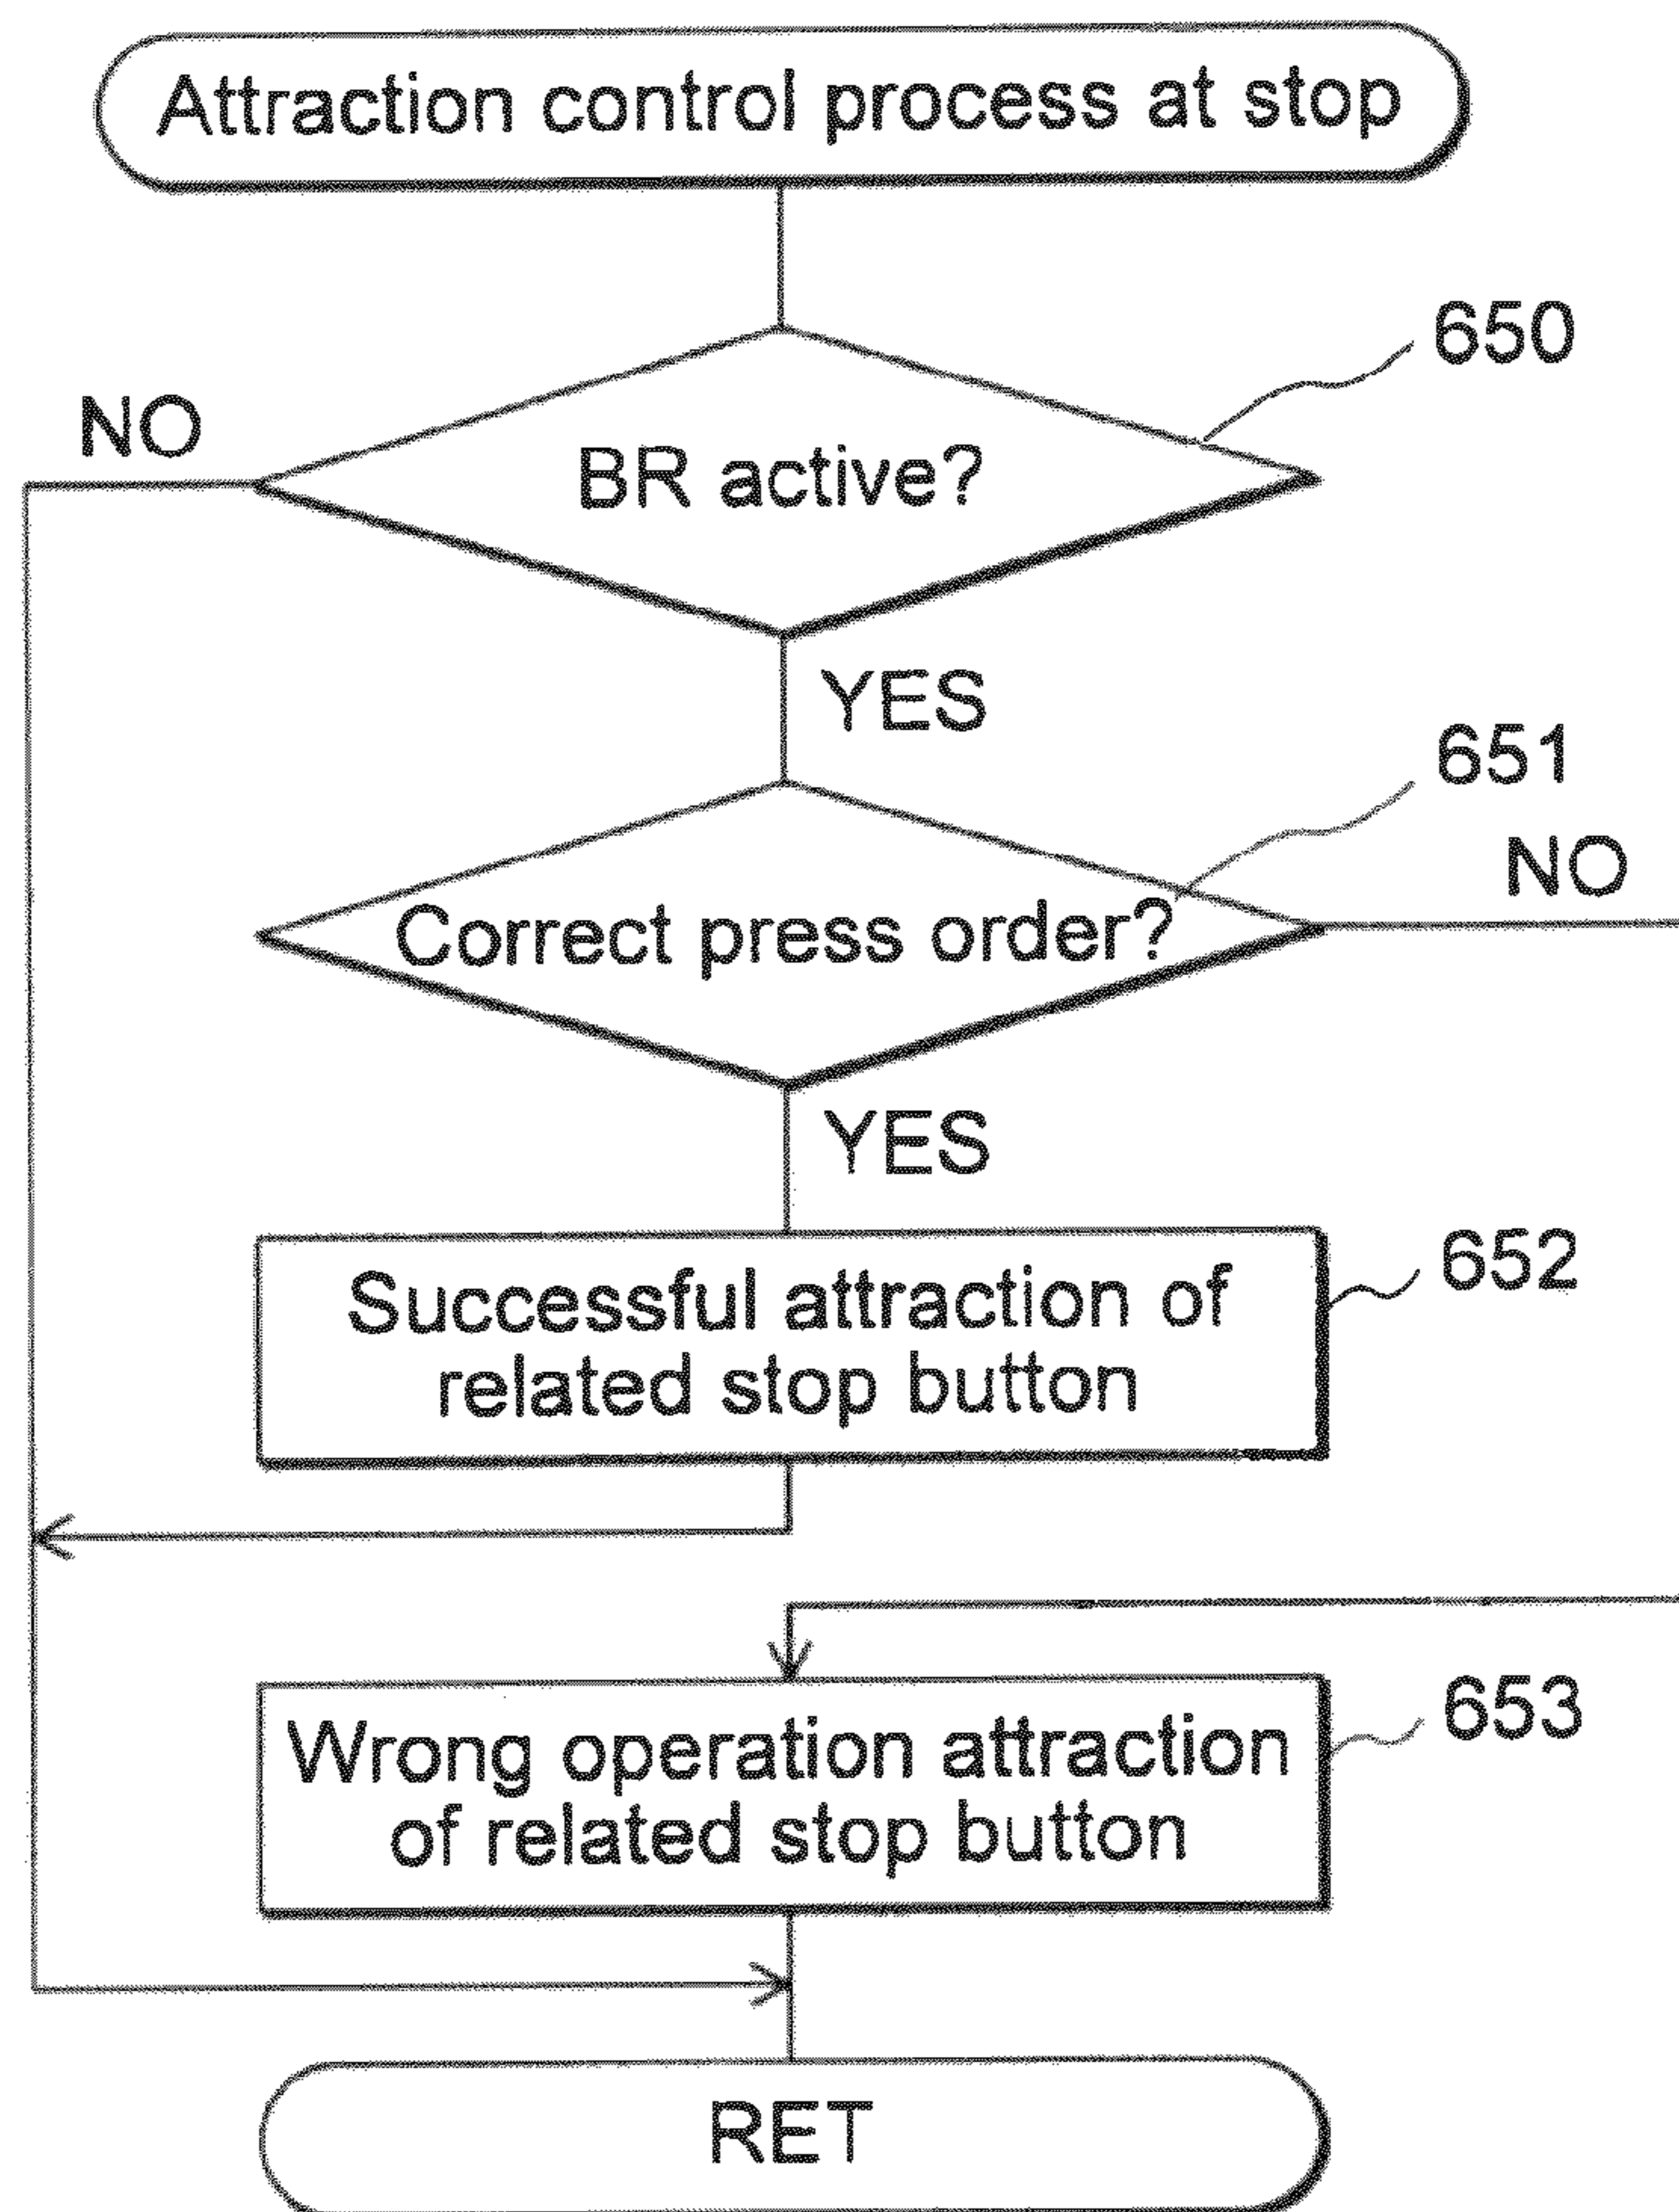 Attraction control process at stop
650
NO
BR active?
YES
651
NO
Correct press order?
YES
652
Successful attraction of
related stop button
653
Wrong operation attraction
of related stop button
RET